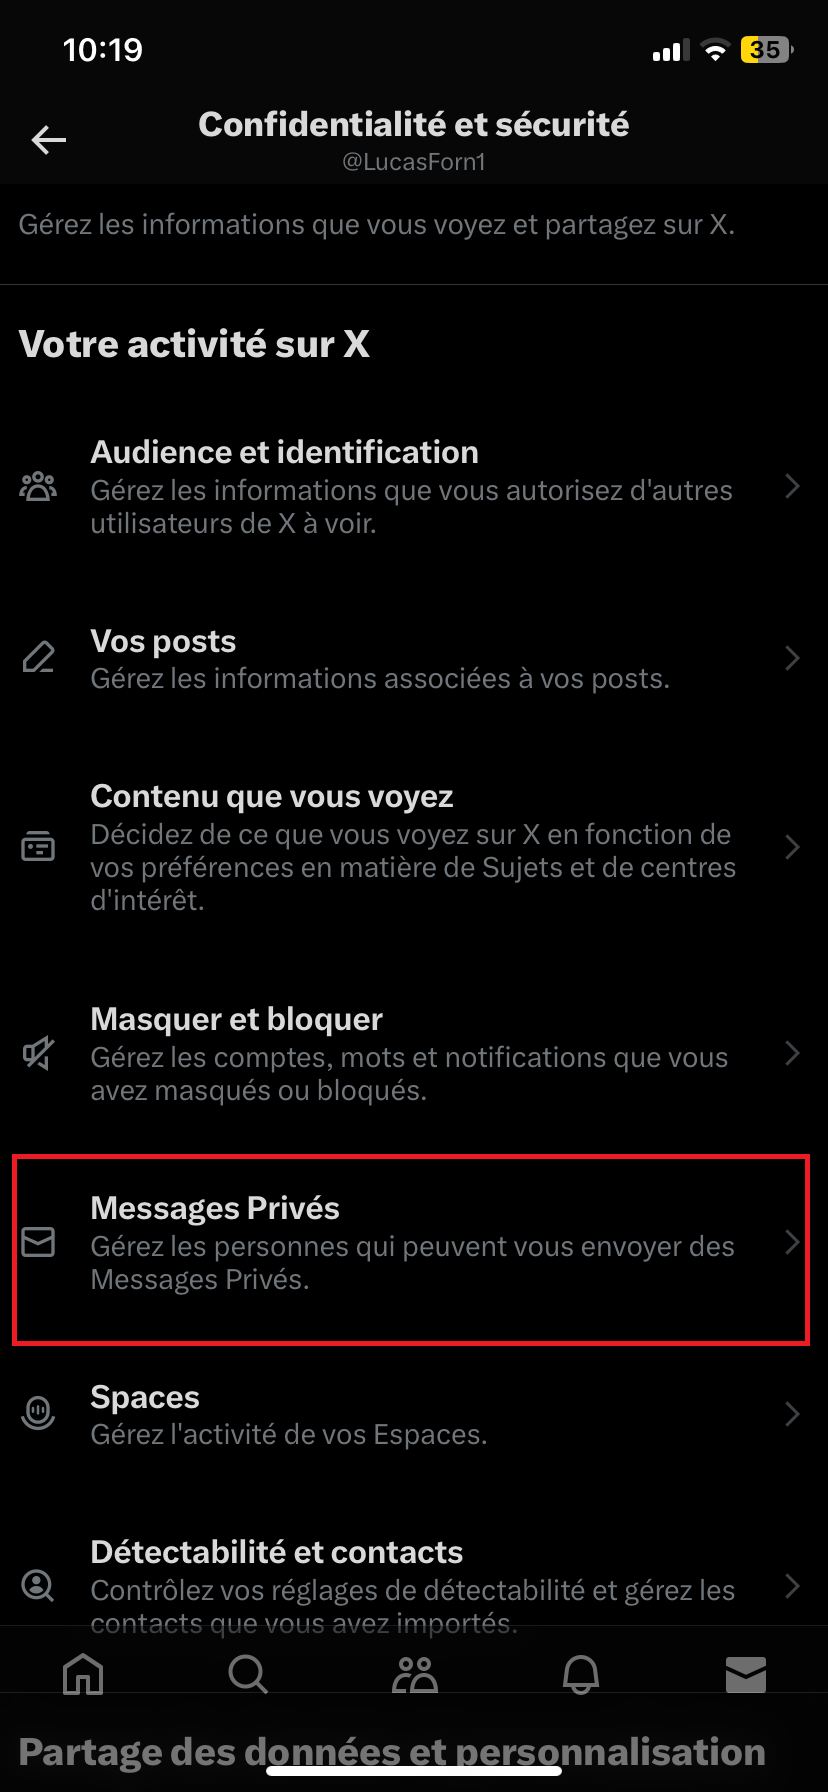 10:19
35
Confidentialité et sécurité
@LucasForn1
Gérez les informations que vous voyez et partagez sur X.
Votre activité sur X
Audience et identification
Gérez les informations que vous autorisez d'autres
utilisateurs de X à voir.
Vos posts
Gérez les informations associées à vos posts.
Contenu que vous voyez
Décidez de ce que vous voyez sur X en fonction de
vos préférences en matière de Sujets et de centres
d'intérêt.
Masquer et bloquer
Gérez les comptes, mots et notifications que vous
avez masqués ou bloqués.
Messages Privés
Gérez les personnes qui peuvent vous envoyer des
Messages Privés.
Spaces
Gérez l'activité de vos Espaces.
Détectabilité et contacts
Contrôlez vos réglages de détectabilité et gérez les
contacts que vous avez importés.
Partage des données et personnalisation